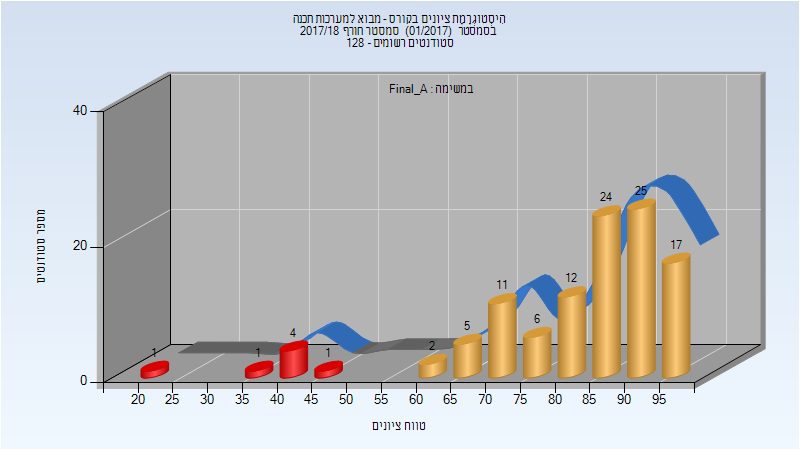 היסטוגרמת ציונים בקורס - מבוא למערכות תכנה
בסמסטר (01/2017) סמסטר חורף 2017/18
סטודנטים רשומים - 128
במשימה : Final_A
מספר סטודנטים
40
20
0
1
1
4
1
2
5
11
6
12
24
25
17
20 25 30 35 40 45 50 55 60 65 70 75 80 85 90 95
טווח ציונים